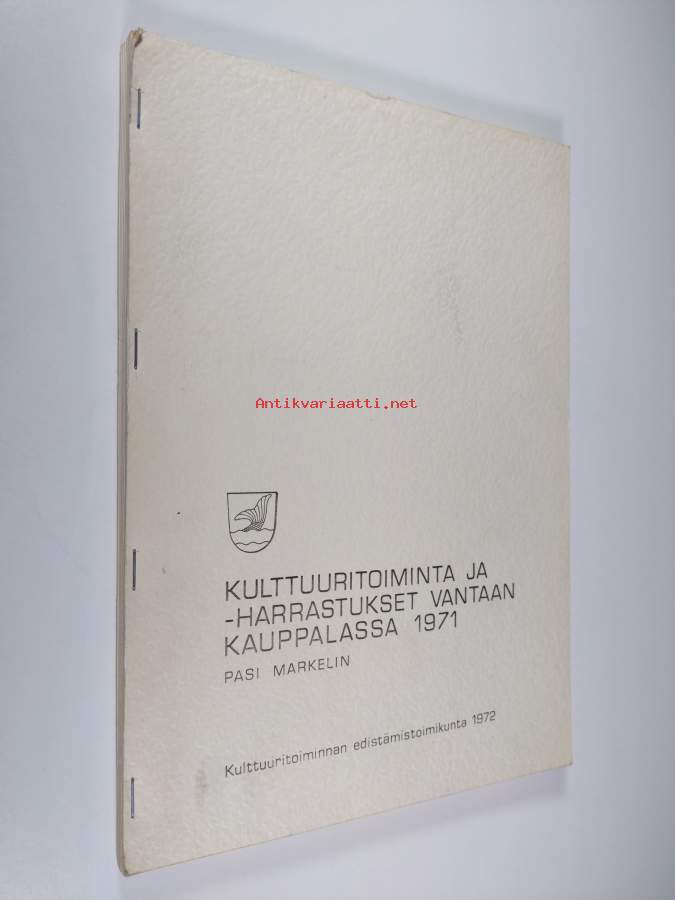 Antikvariaatti.net
KULTTUURITOIMINTA JA
-HARRASTUKSET VANTAAN
KAUPPALASSA 1971
PASI MARKELIN
Kulttuuritoiminnan edistämistoimikunta 1972